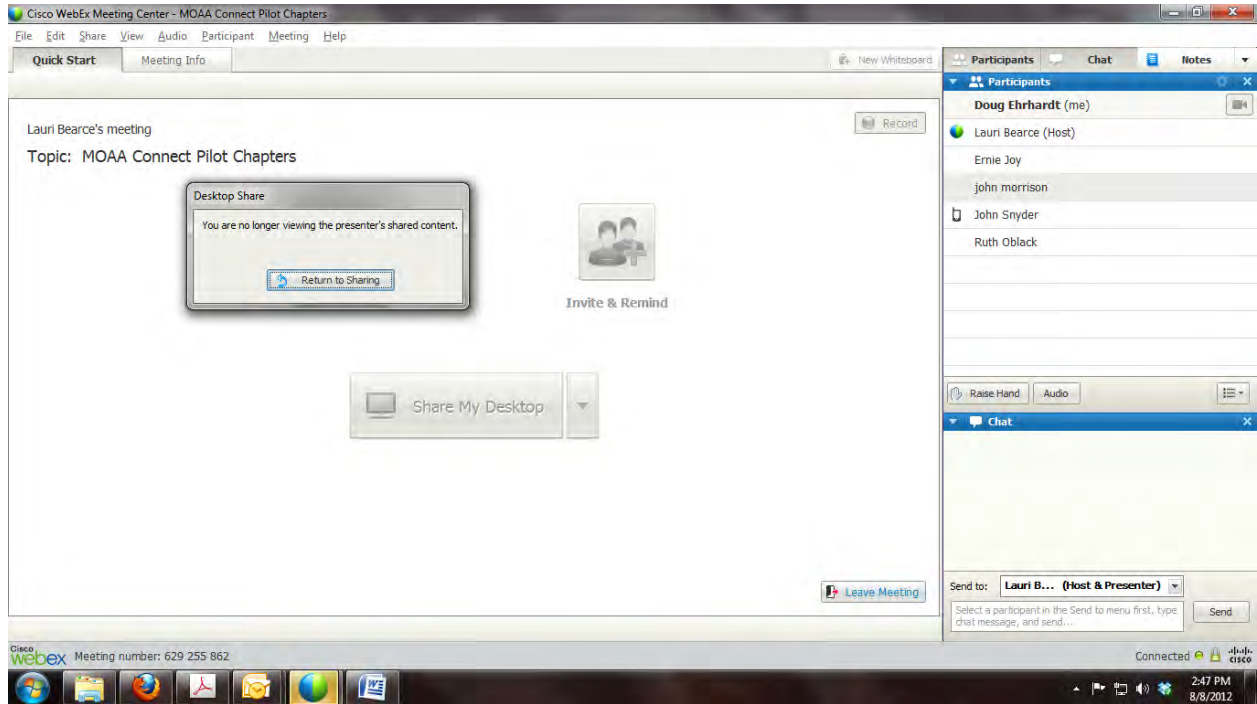 Cisco WebEx Meeting Center - MOAA Connect Pilot Chapters
File Edit Share View Audio Participant Meeting Help
Quick Start Meeting Info New Whiteboard
Participants Chat Notes
Participants
Doug Ehrhardt (me)
Lauri Bearce (Host)
Ernie Joy
john morrison
John Snyder
Ruth Oblack
Record
Lauri Bearce's meeting
Topic: MOAA Connect Pilot Chapters
Desktop Share
You are no longer viewing the presenter's shared content.
Return to Sharing
Invite & Remind
Share My Desktop
Raise Hand Audio
Chat
Leave Meeting
Send to: Lauri B... (Host & Presenter)
Select a participant in the Send to menu first, type
chat message, and send...
Send
Cisco
webex Meeting number: 629 255 862
Connected
CISCO
2:47 PM
8/8/2012